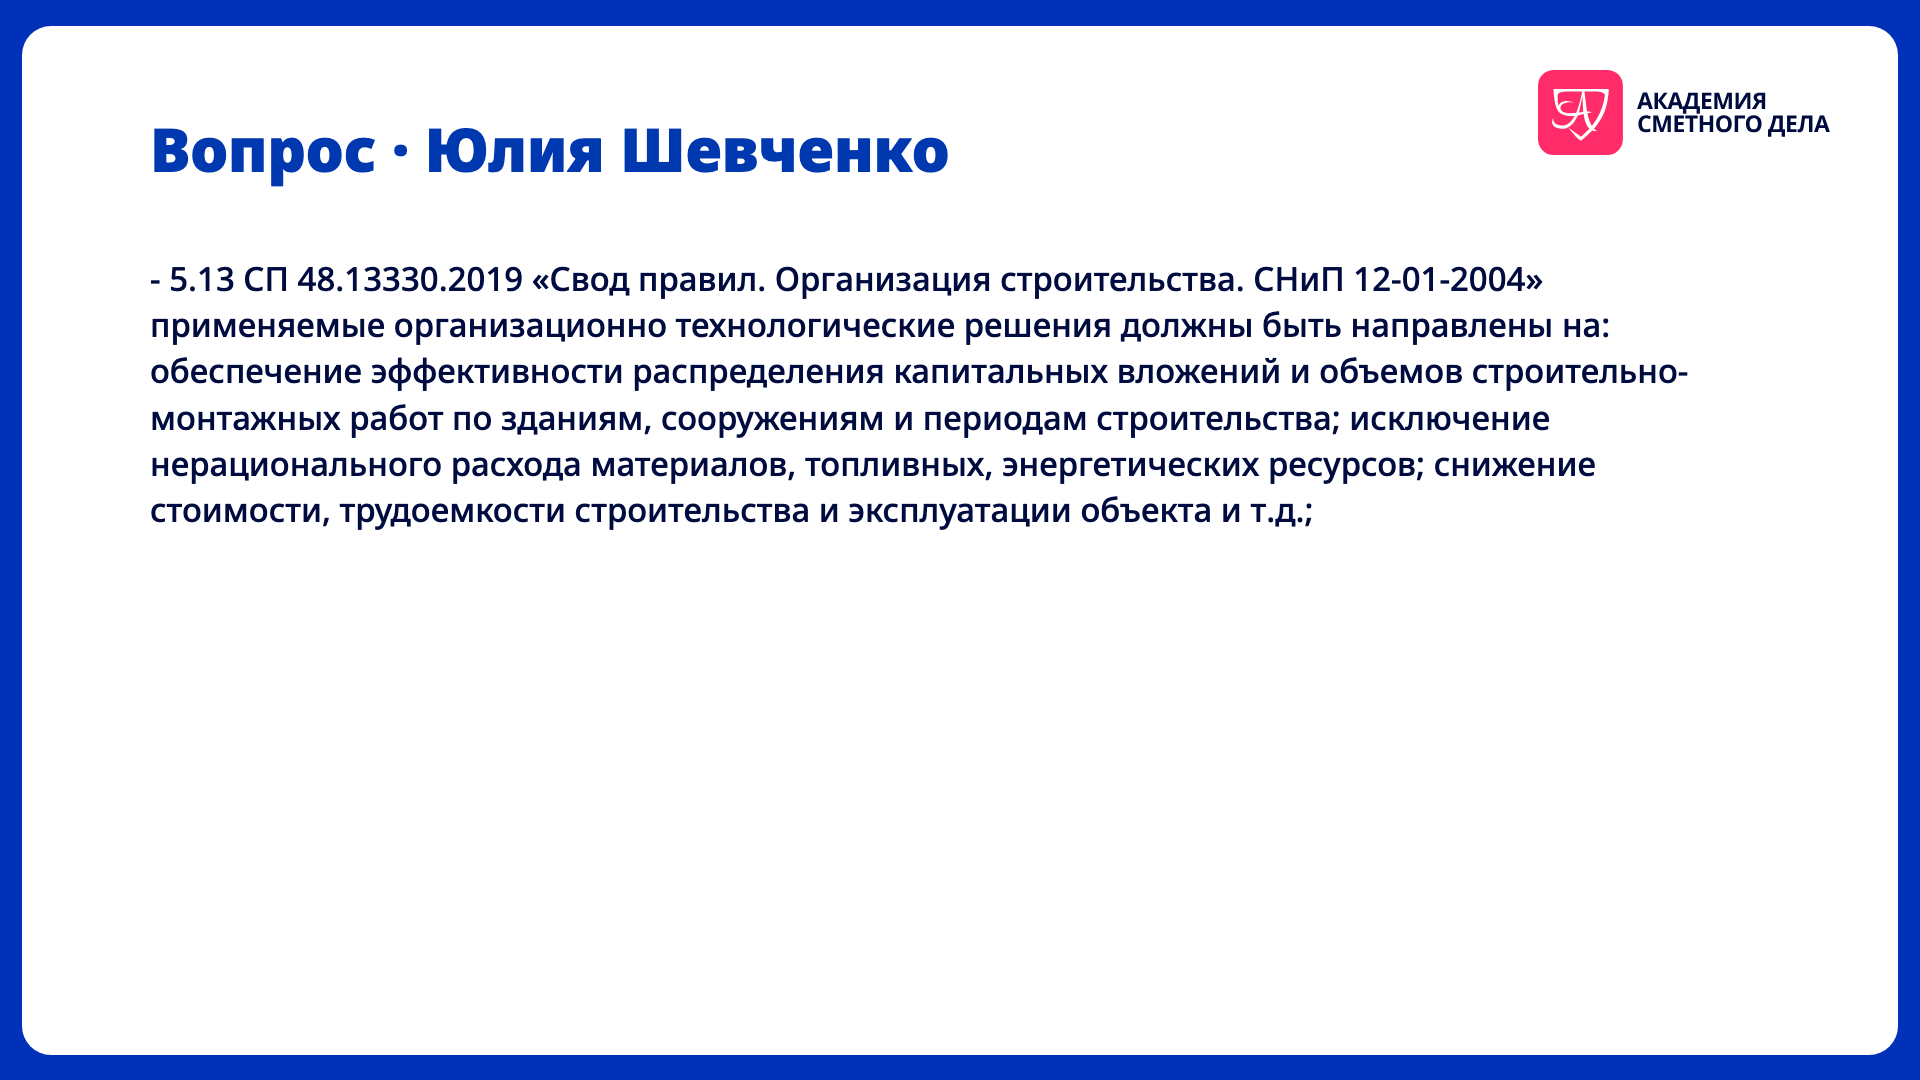 АКАДЕМИЯ
СМЕТНОГО ДЕЛА
Вопрос · Юлия Шевченко
- 5.13 СП 48.13330.2019 «Свод правил. Организация строительства. СНиП 12-01-2004»
применяемые организационно технологические решения должны быть направлены на:
обеспечение эффективности распределения капитальных вложений и объемов строительно-
монтажных работ по зданиям, сооружениям и периодам строительства; исключение
нерационального расхода материалов, топливных, энергетических ресурсов; снижение
стоимости, трудоемкости строительства и эксплуатации объекта и т.д.;